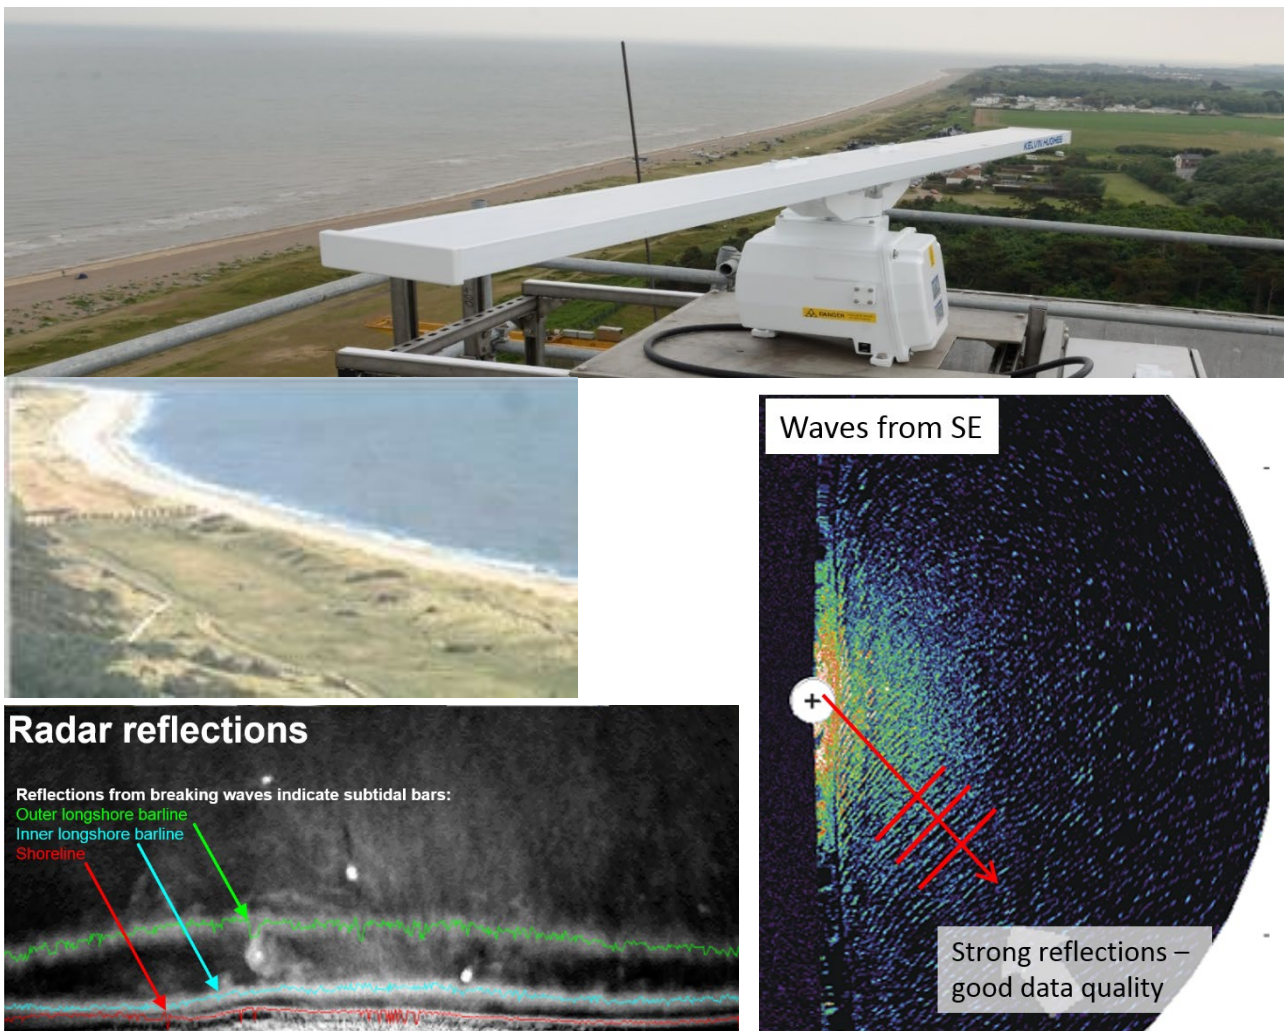 KELVIN HUGHES
DANGER
Waves from SE
Radar reflections
Reflections from breaking waves indicate subtidal bars:
Outer longshore barline
Inner longshore barline
Shoreline
Strong reflections –
good data quality